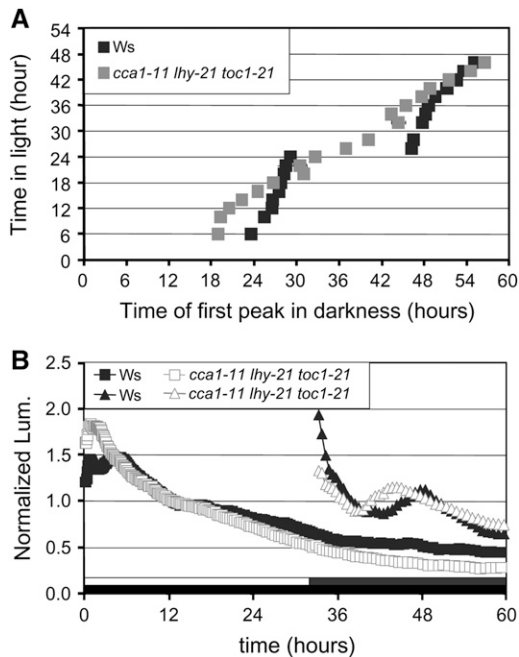 A
54
48
42
36
30
24
18
12
6
0
Time in light (hour)
Ws
cca1-11 lhy-21 toc1-21
0 6 12 18 24 30 36 42 48 54 60
Time of first peak in darkness (hours)
B
2.5
2.0
1.5
1.0
0.5
0.0
Normalized Lum.
Ws cca1-11 lhy-21 toc1-21
Ws cca1-11 lhy-21 toc1-21
0 12 24 36 48 60
time (hours)